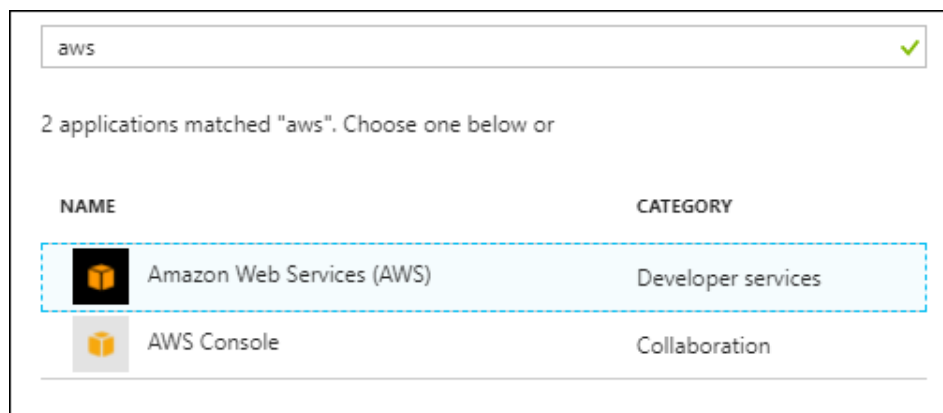 aws
2 applications matched "aws". Choose one below or
NAME CATEGORY
Amazon Web Services (AWS) Developer services
AWS Console Collaboration